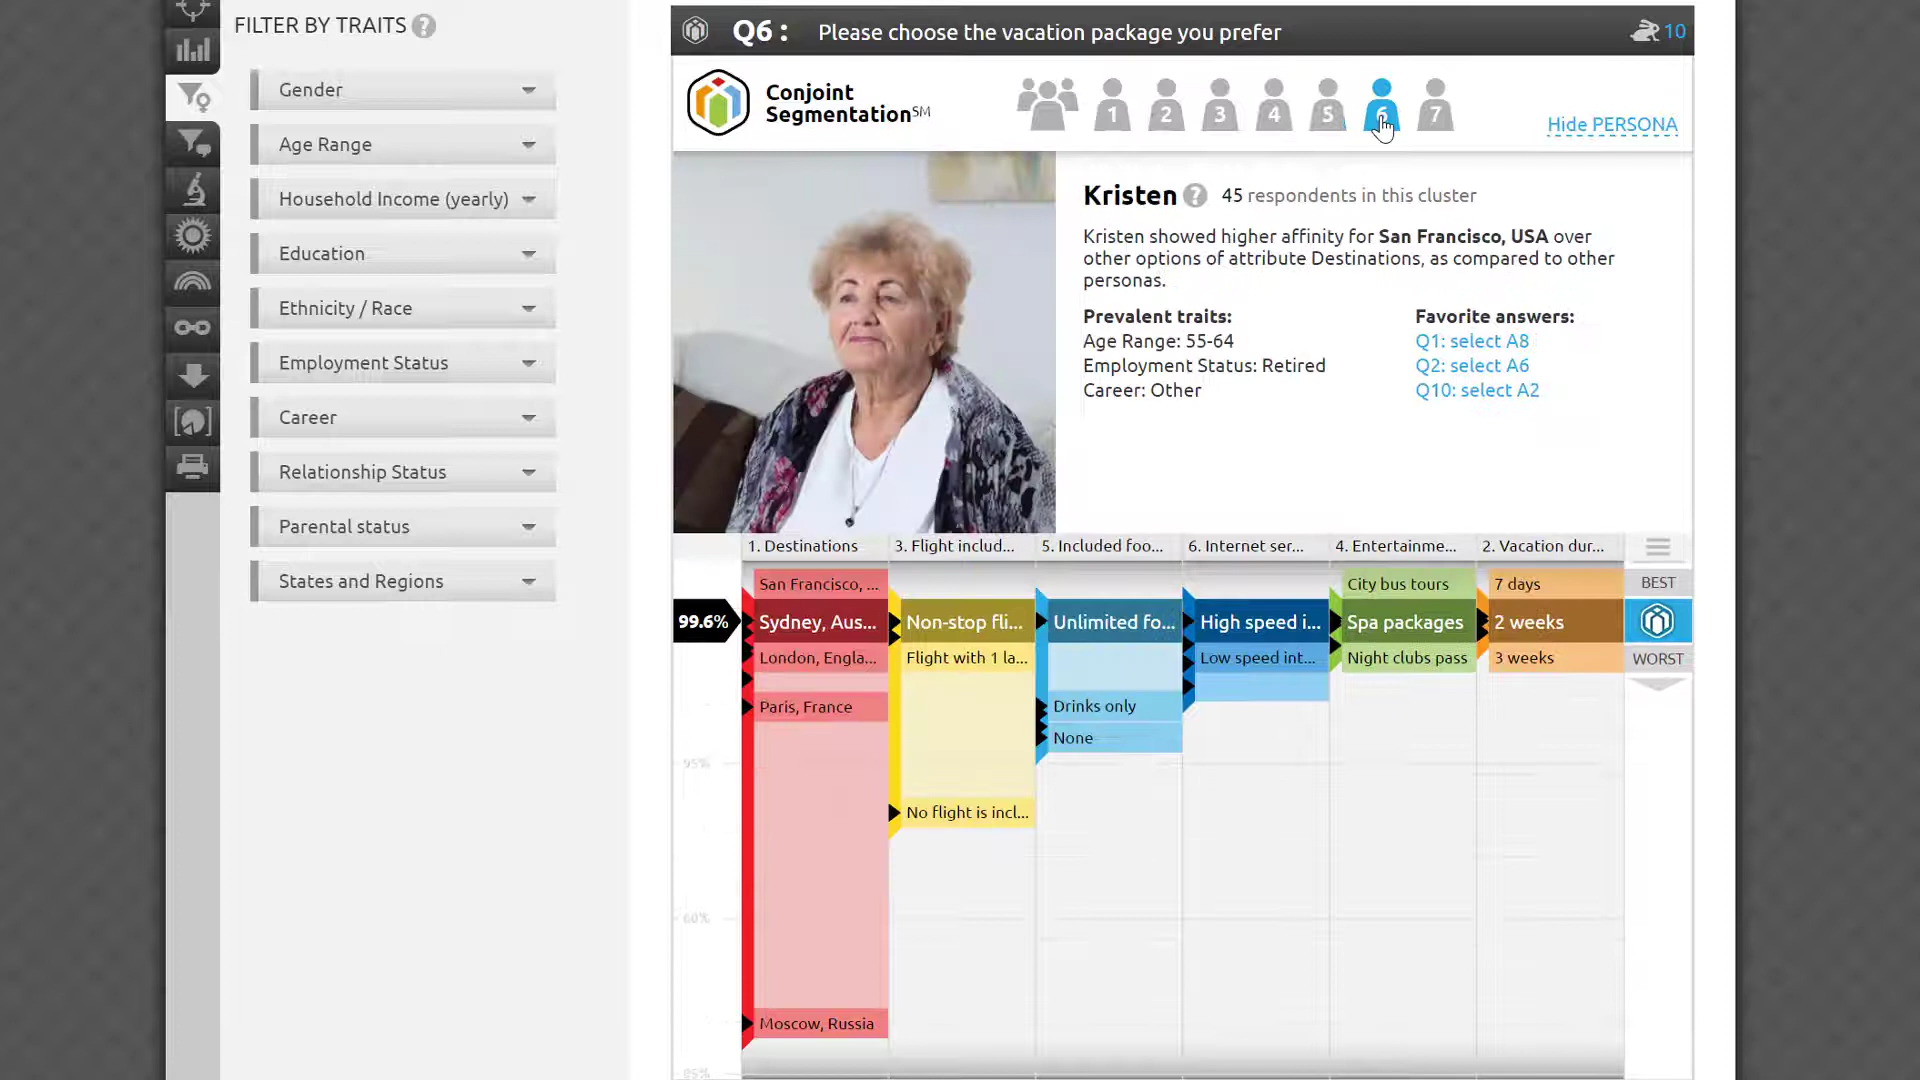 FILTER BY TRAITS ?
Gender
Age Range
Household Income (yearly)
Education
Ethnicity / Race
Employment Status
Career
Relationship Status
Parental status
States and Regions
Q6 : Please choose the vacation package you prefer
10
Conjoint
Segmentation℠
1 2 3 4 5 6 7
Hide PERSONA
Kristen ? 45 respondents in this cluster
Kristen showed higher affinity for San Francisco, USA over
other options of attribute Destinations, as compared to other
personas.
Prevalent traits:
Age Range: 55-64
Employment Status: Retired
Career: Other
Favorite answers:
Q1: select A8
Q2: select A6
Q10: select A2
1. Destinations 3. Flight includ... 5. Included foo... 6. Internet ser... 4. Entertainme... 2. Vacation dur...
San Francisco, ... City bus tours 7 days BEST
99.6% Sydney, Aus... Non-stop fli... Unlimited fo... High speed i... Spa packages 2 weeks
London, Engla... Flight with 1 la... Low speed int... Night clubs pass 3 weeks WORST
Paris, France Drinks only
None
95%
No flight is incl...
Moscow, Russia
85%